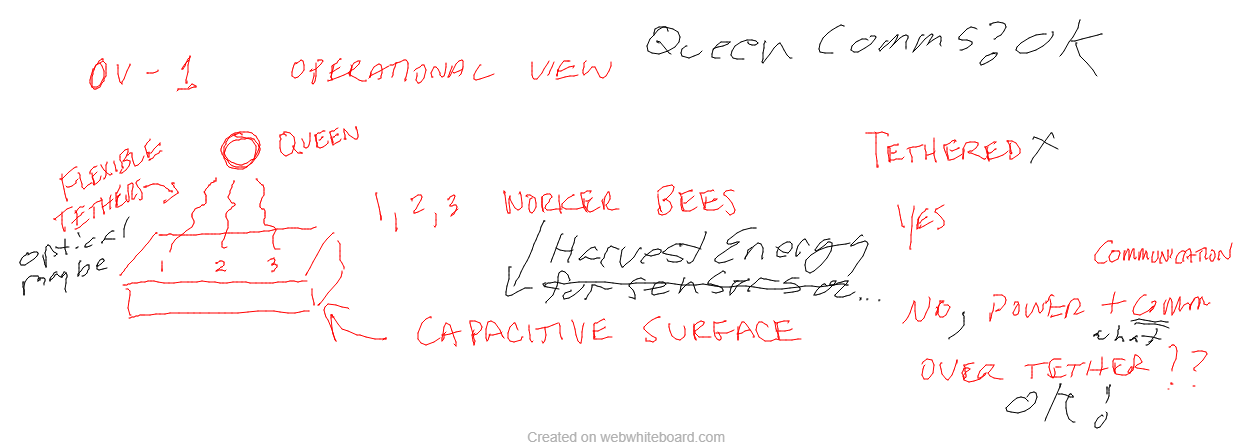 Queen Comms? OK
OV-1 OPERATIONAL VIEW
QUEEN
FLEXIBLE
TETHERS
optical
maybe
1 2 3
1, 2, 3 WORKER BEES
Harvest Energy
for sensors or...
CAPACITIVE SURFACE
TETHERED X
YES
COMMUNICATION
NO, POWER + COMM
what
OVER TETHER ??
OK!
Created on webwhiteboard.com